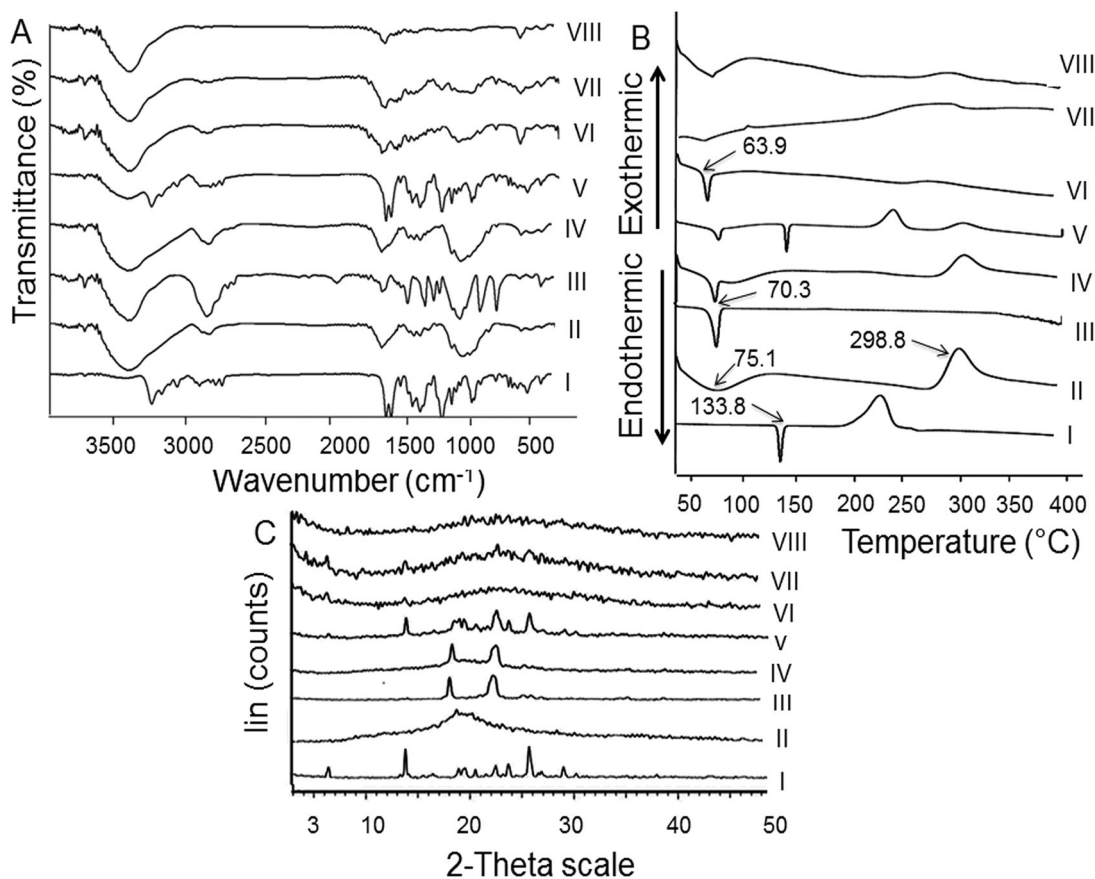 A
Transmittance (%)
VIII
VII
VI
V
IV
III
II
I
3500 3000 2500 2000 1500 1000 500
Wavenumber (cm-1)
B
Exothermic
Endothermic
VIII
VII
63.9
VI
V
IV
70.3
III
298.8
75.1
II
133.8
I
50 100 150 200 250 300 350 400
Temperature (°C)
C
lin (counts)
VIII
VII
VI
V
IV
III
II
I
3 10 20 30 40 50
2-Theta scale